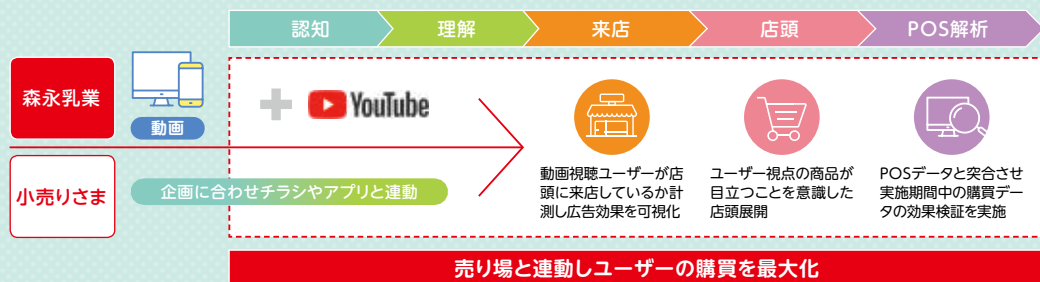 認知
理解
来店
店頭
POS解析
森永乳業
動画
YouTube
小売りさま
企画に合わせチラシやアプリと連動
動画視聴ユーザーが店
頭に来店しているか計
測し広告効果を可視化
ユーザー視点の商品が
目立つことを意識した
店頭展開
POSデータと突合させ
実施期間中の購買デー
タの効果検証を実施
売り場と連動しユーザーの購買を最大化